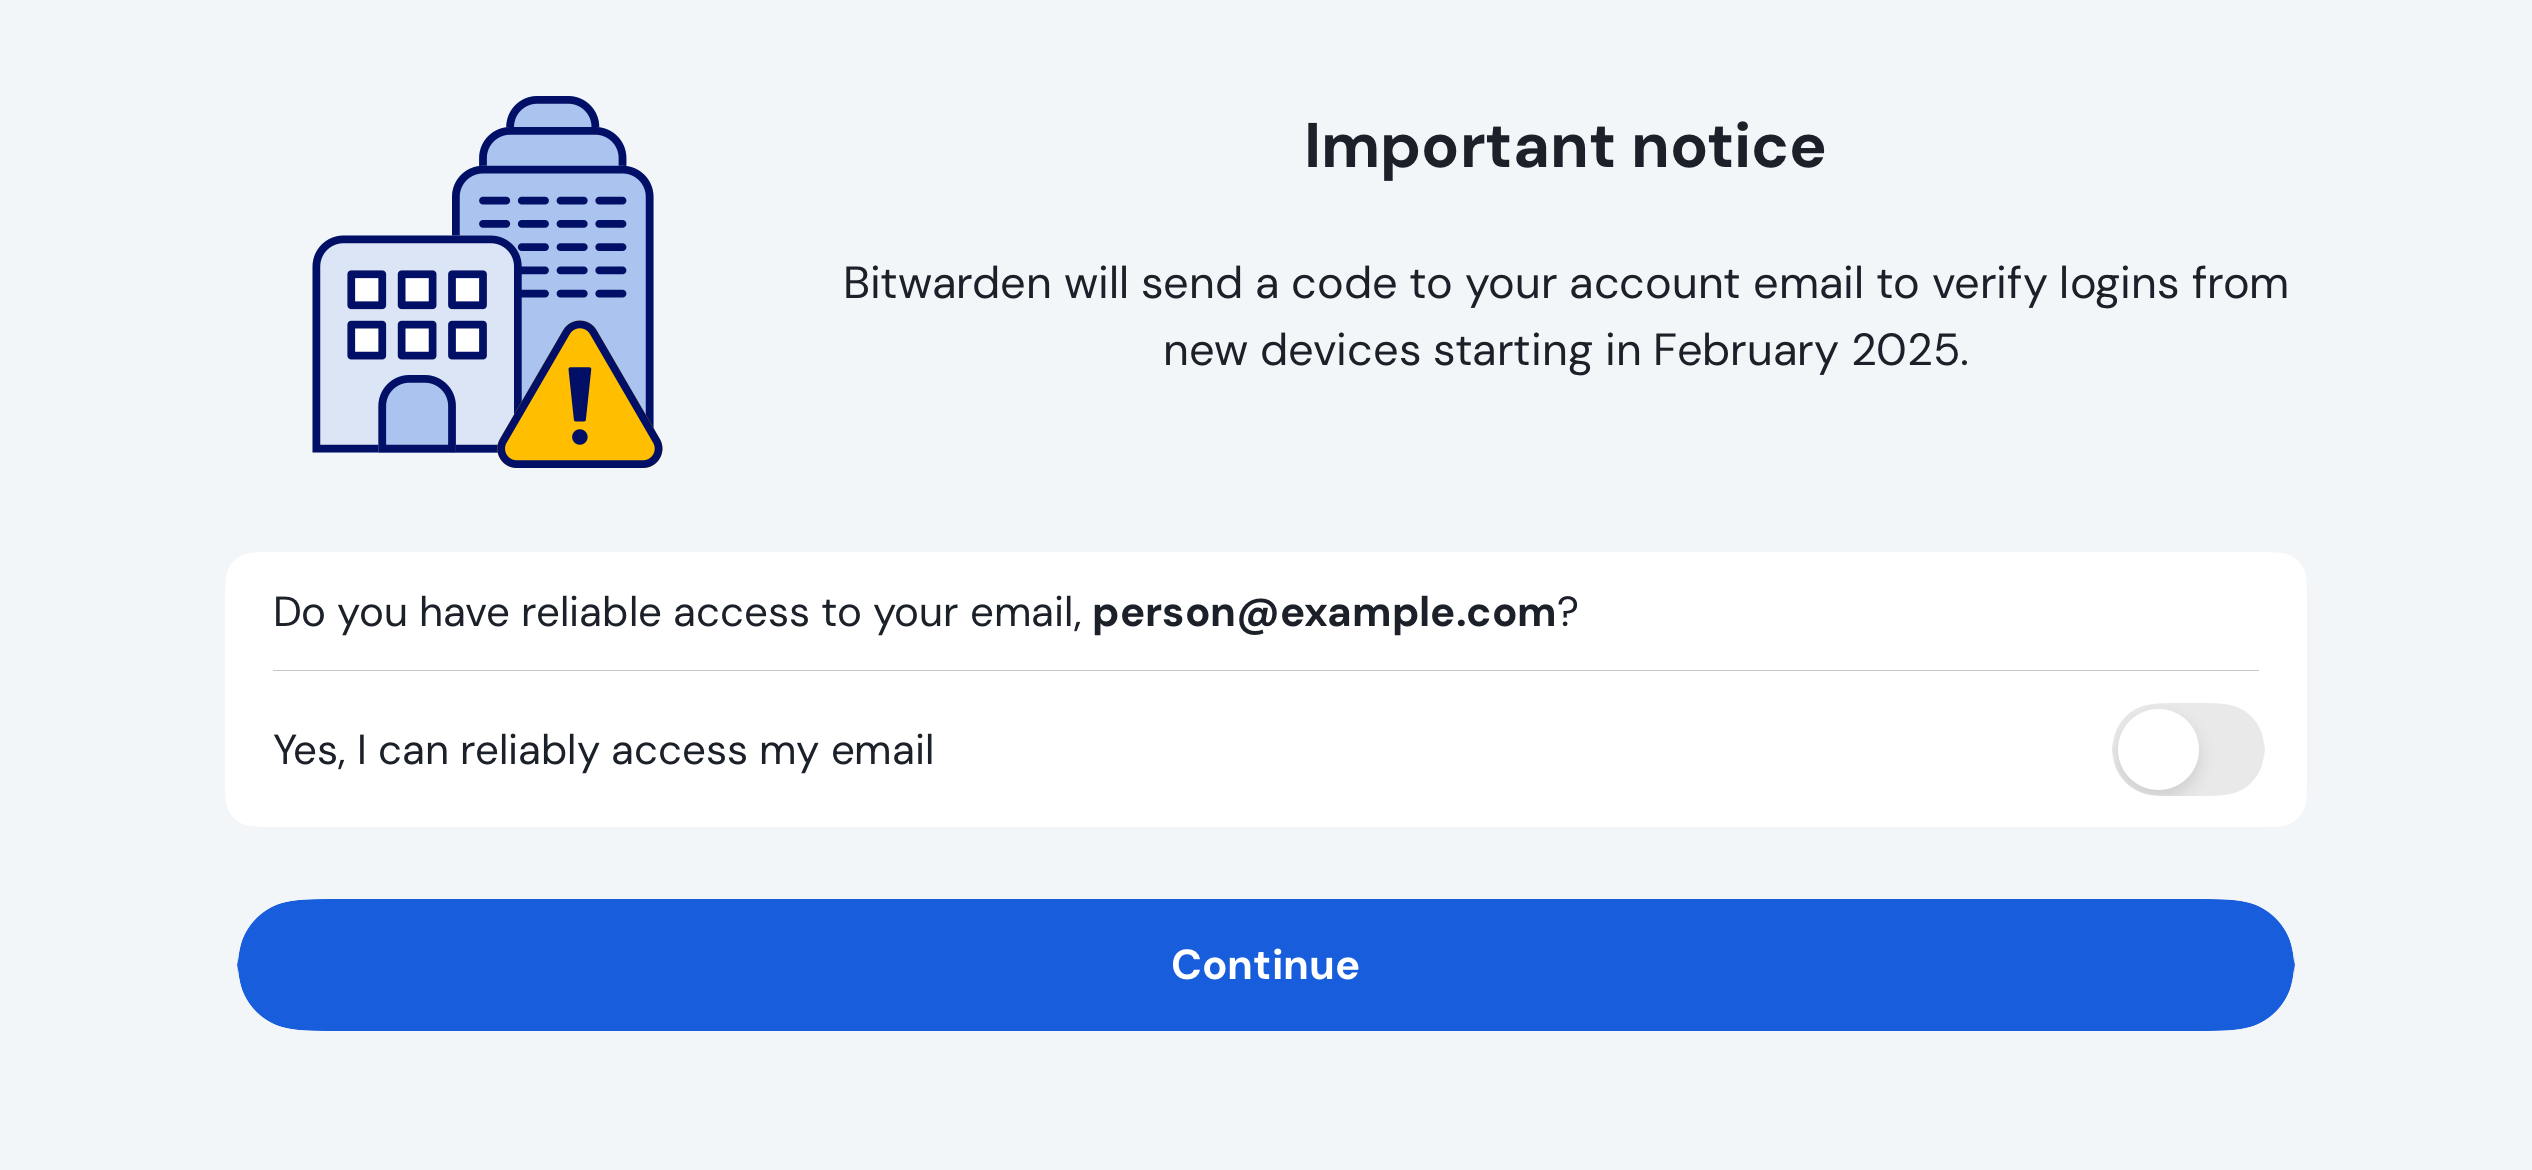 Important notice
Bitwarden will send a code to your account email to verify logins from
new devices starting in February 2025.
Do you have reliable access to your email, person@example.com?
Yes, I can reliably access my email
Continue